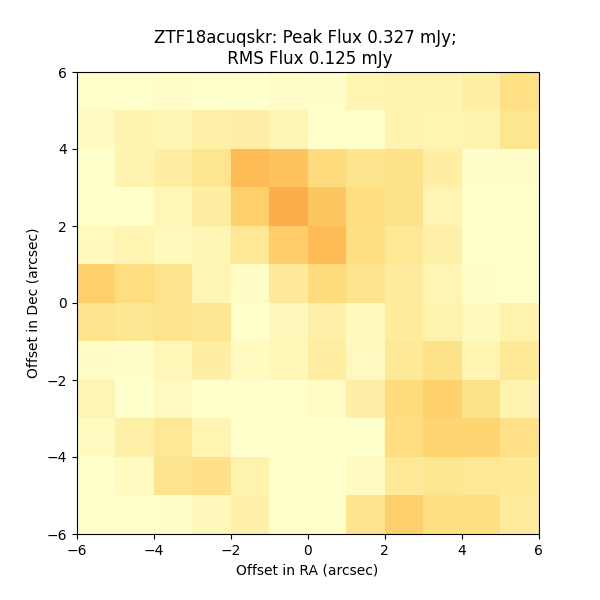 ZTF18acuqskr: Peak Flux 0.327 mJy;
RMS Flux 0.125 mJy
6
4
2
0
−2
−4
−6
Offset in Dec (arcsec)
−6 −4 −2 0 2 4 6
Offset in RA (arcsec)